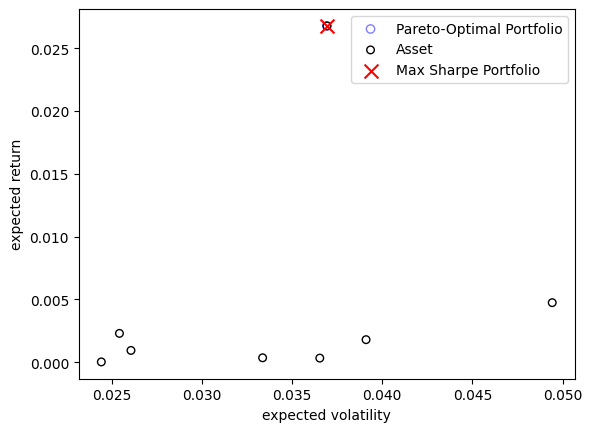 Pareto-Optimal Portfolio
Asset
Max Sharpe Portfolio
0.025
0.020
0.015
0.010
0.005
0.000
expected return
0.025 0.030 0.035 0.040 0.045 0.050
expected volatility